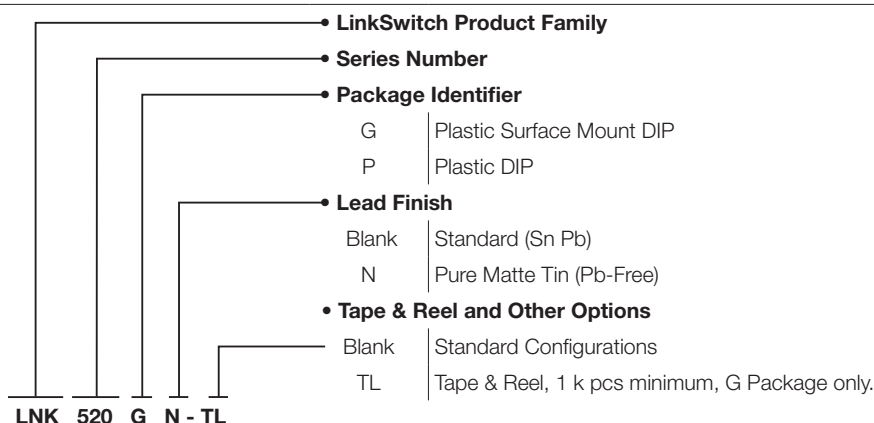 • LinkSwitch Product Family
• Series Number
• Package Identifier
G Plastic Surface Mount DIP
P Plastic DIP
• Lead Finish
Blank Standard (Sn Pb)
N Pure Matte Tin (Pb-Free)
• Tape & Reel and Other Options
Blank Standard Configurations
TL Tape & Reel, 1 k pcs minimum, G Package only.
LNK 520 G N - TL